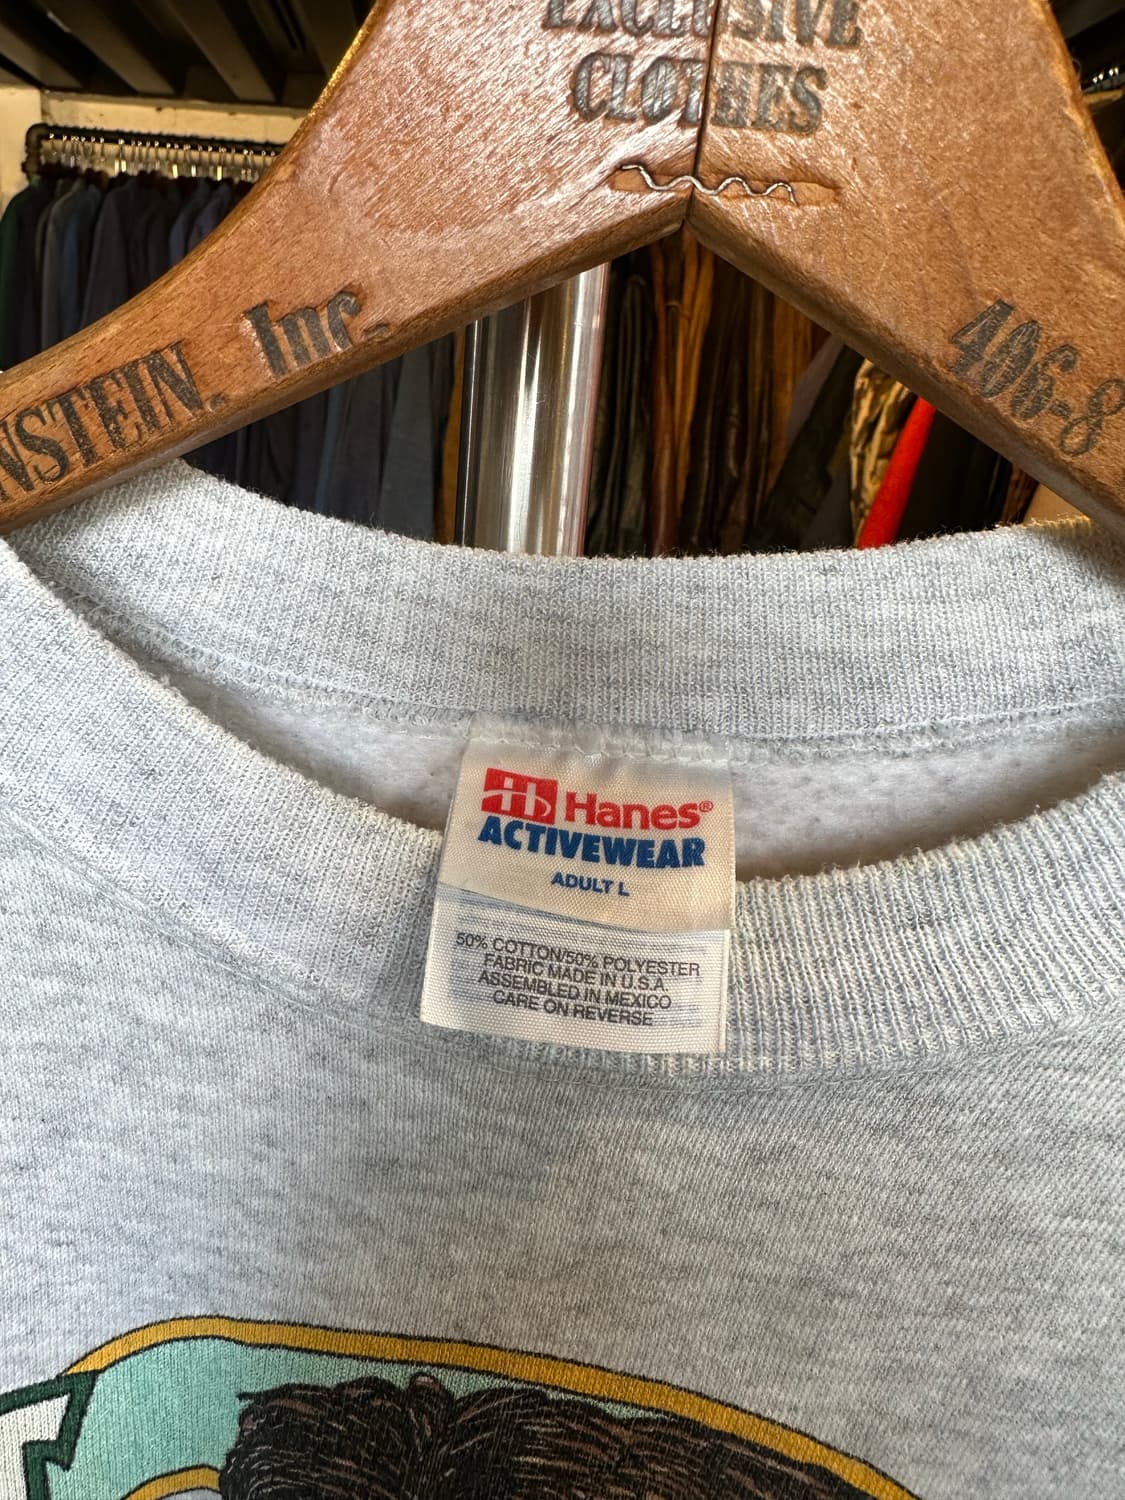 EXCLUSIVE
CLOTHES
NSTEIN. Inc.
406-8
Hanes®
ACTIVEWEAR
ADULT L
50% COTTON/50% POLYESTER
FABRIC MADE IN U.S.A.
ASSEMBLED IN MEXICO
CARE ON REVERSE